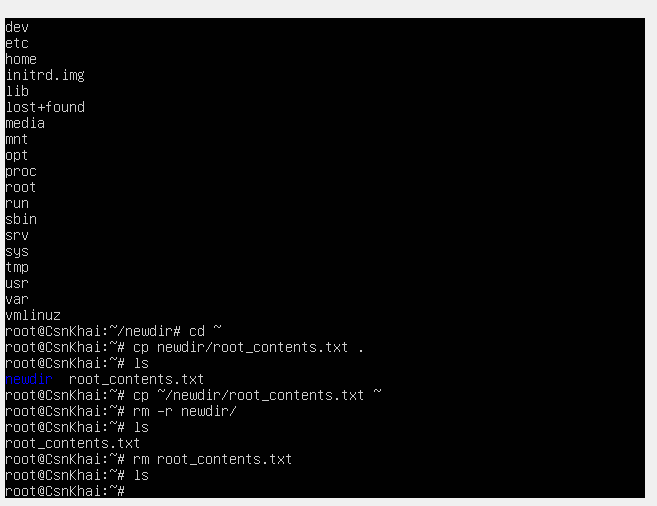 dev
etc
home
initrd.img
lib
lost+found
media
mnt
opt
proc
root
run
sbin
srv
sys
tmp
usr
var
vmlinuz
root@CsnKhai:~/newdir# cd ~
root@CsnKhai:~# cp newdir/root_contents.txt .
root@CsnKhai:~# ls
newdir  root_contents.txt
root@CsnKhai:~# cp ~/newdir/root_contents.txt ~
root@CsnKhai:~# rm -r newdir/
root@CsnKhai:~# ls
root_contents.txt
root@CsnKhai:~# rm root_contents.txt
root@CsnKhai:~# ls
root@CsnKhai:~#